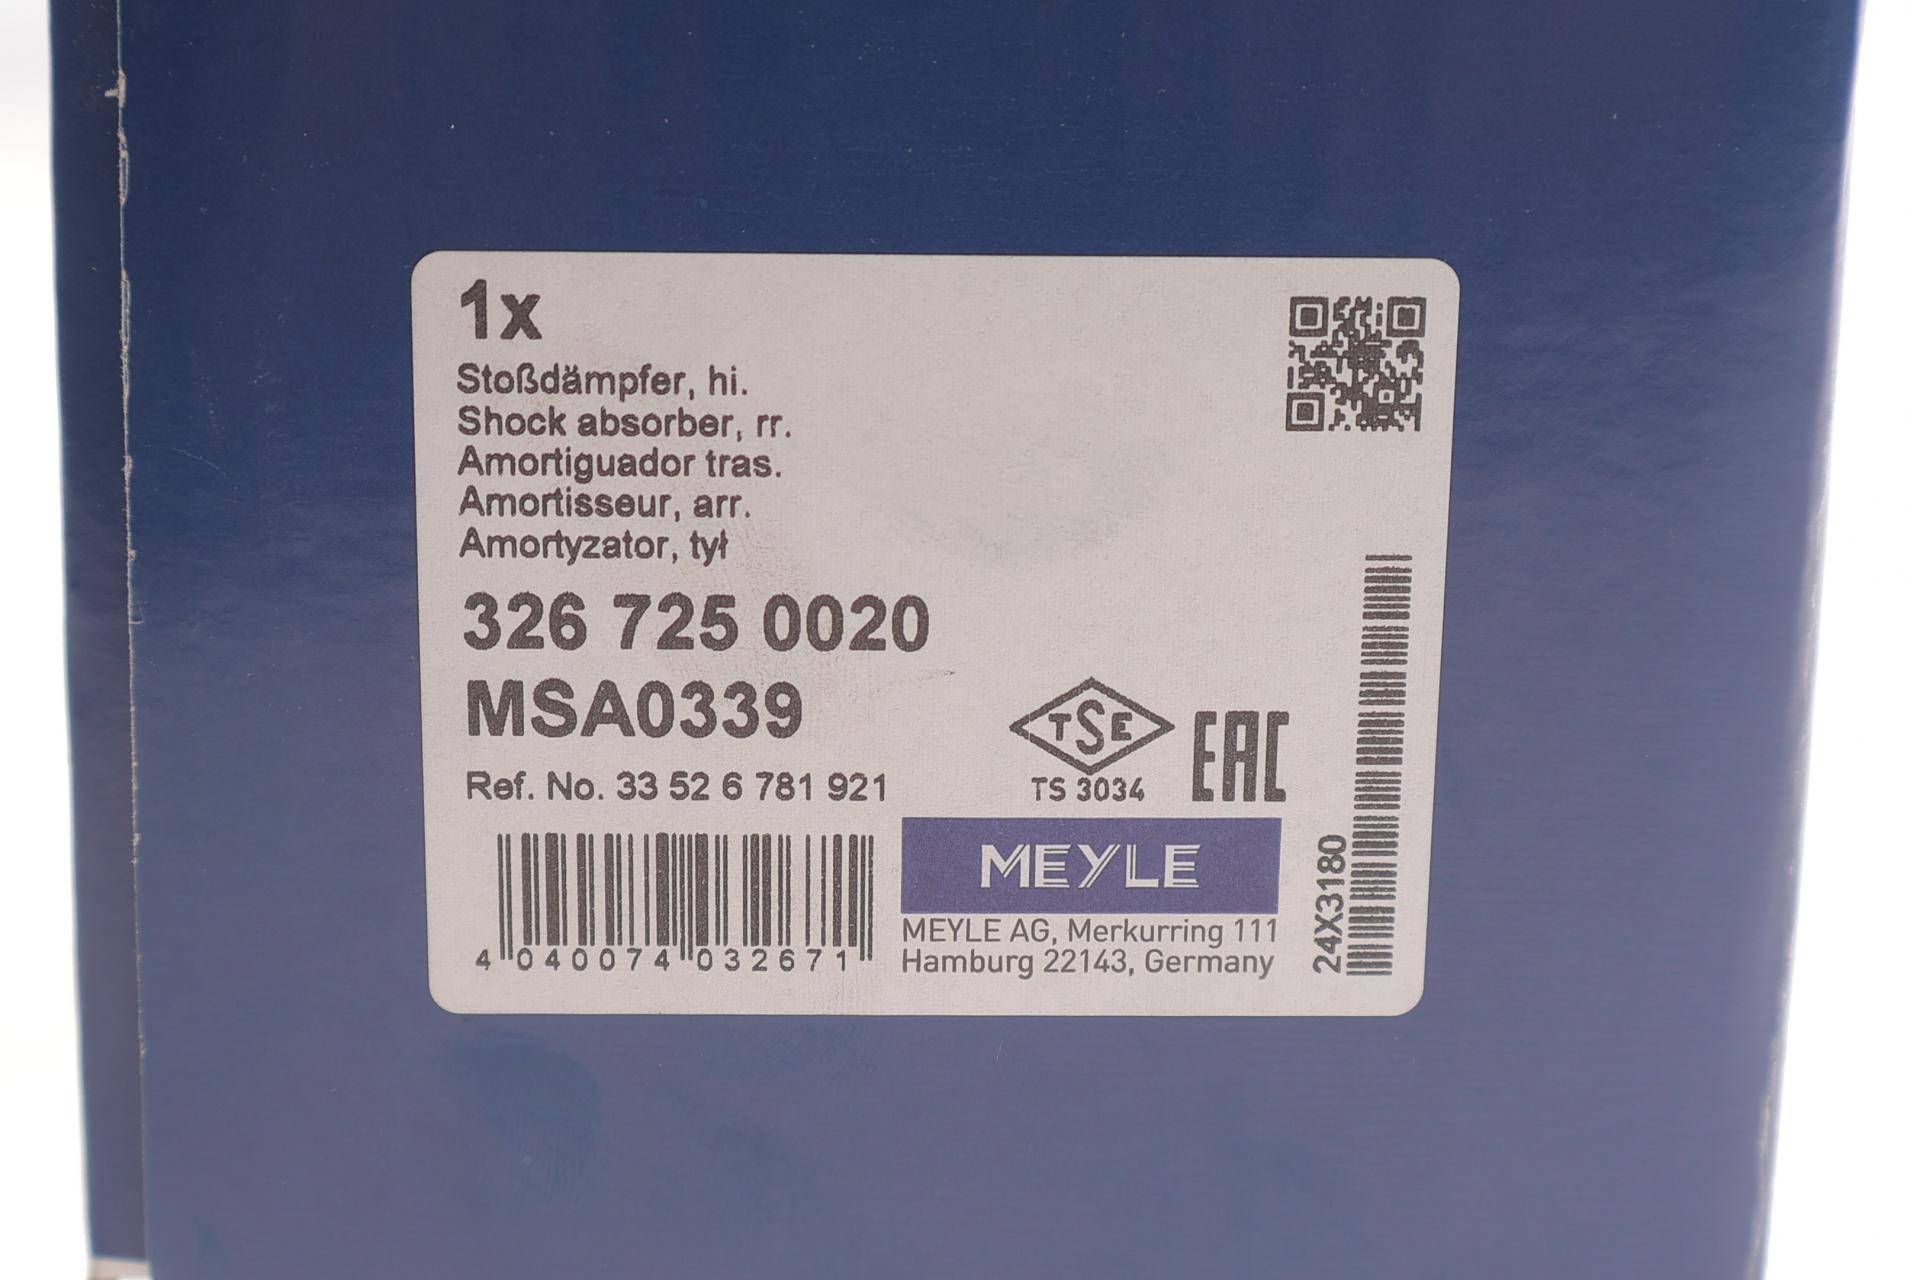 1x
Stoßdämpfer, hi.
Shock absorber, rr.
Amortiguador tras.
Amortisseur, arr.
Amortyzator, tył
326 725 0020
MSA0339
Ref. No. 33 52 6 781 921
TSE
TS 3034
EAC
4 040074 032671
MEYLE
MEYLE AG, Merkurring 111
Hamburg 22143, Germany
24X3180